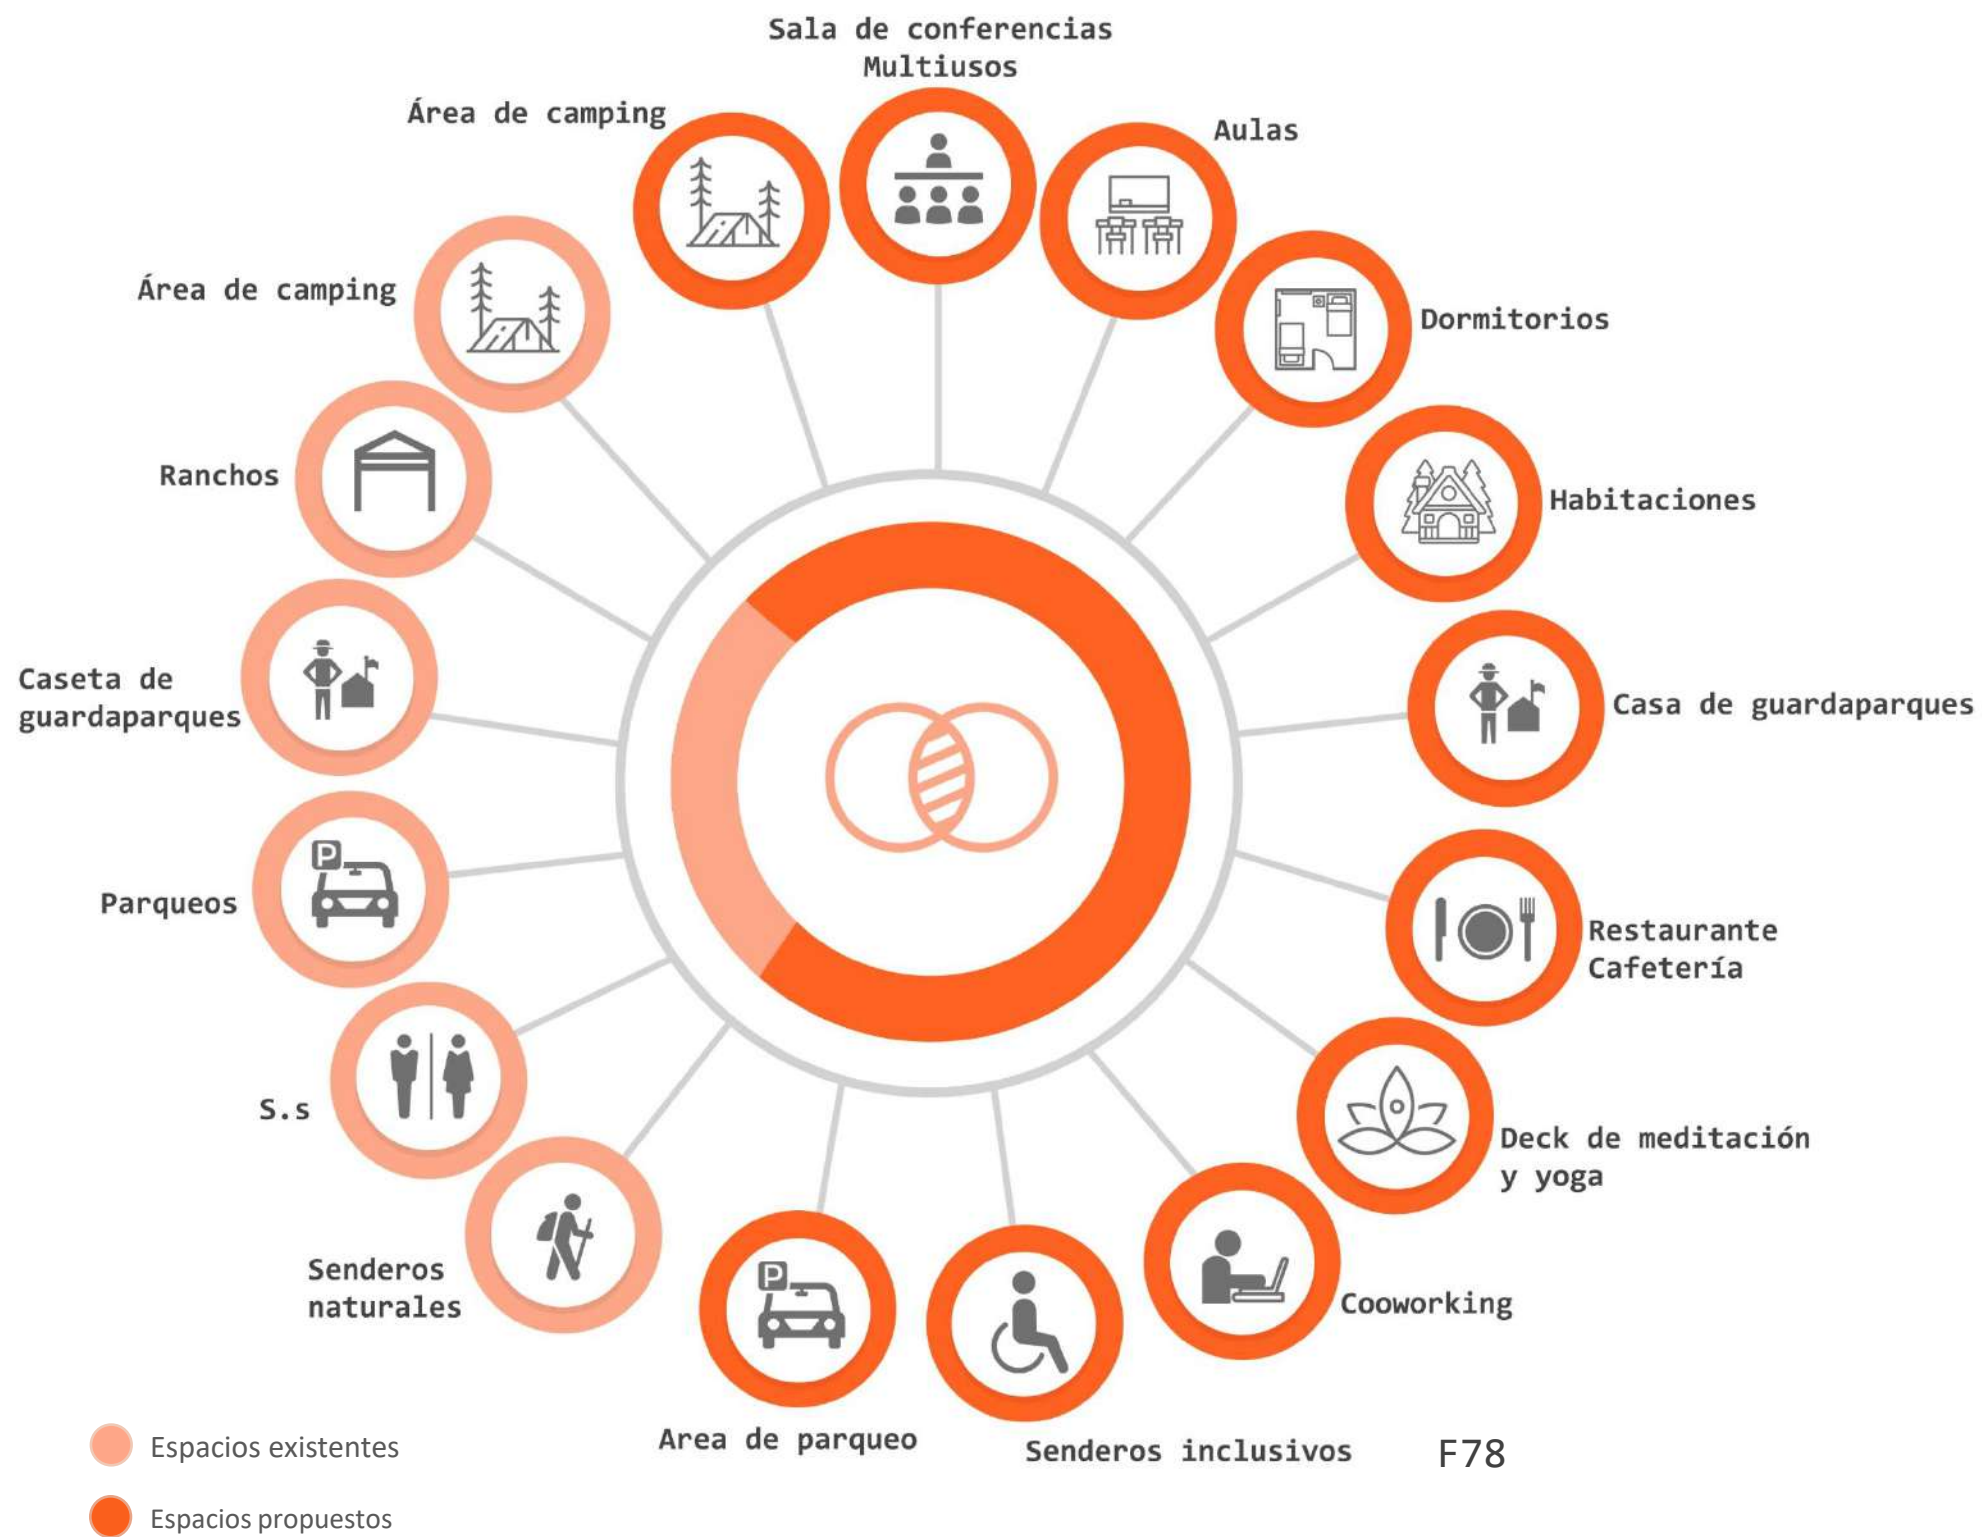 Sala de conferencias
Multiusos
Área de camping
Aulas
Área de camping
Dormitorios
Ranchos
Habitaciones
Caseta de
guardaparques
Casa de guardaparques
P
Parqueos
Restaurante
Cafetería
S.s
Deck de meditación
y yoga
Senderos
naturales
P
Cooworking
Area de parqueo
Senderos inclusivos
F78
Espacios existentes
Espacios propuestos